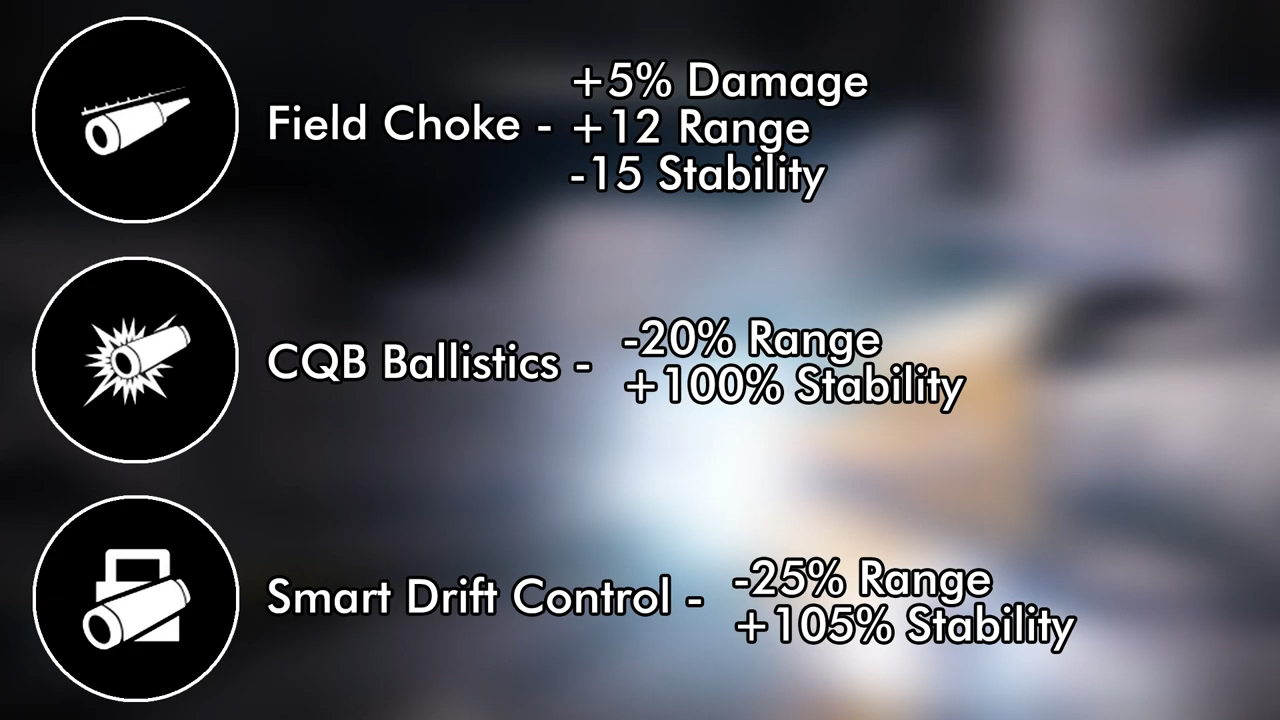 +5% Damage
Field Choke - +12 Range
-15 Stability
-20% Range
CQB Ballistics -
+100% Stability
-25% Range
Smart Drift Control -
+105% Stability